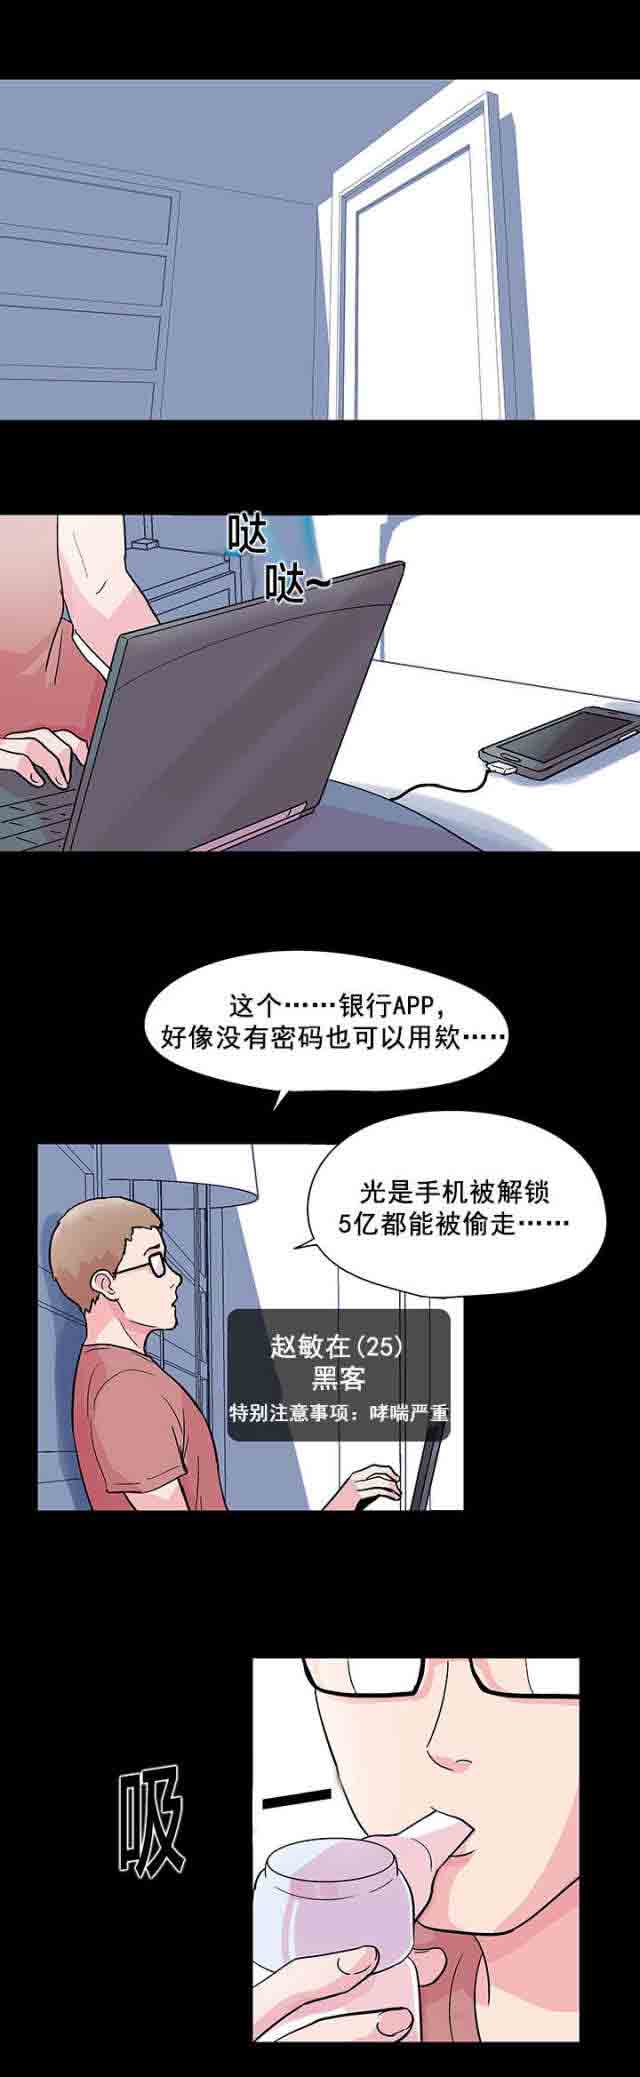 哒
哒~
这个……银行APP，
好像没有密码也可以用欸……
光是手机被解锁
5亿都能被偷走……
赵敏在(25)
黑客
特别注意事项：哮喘严重
吸—